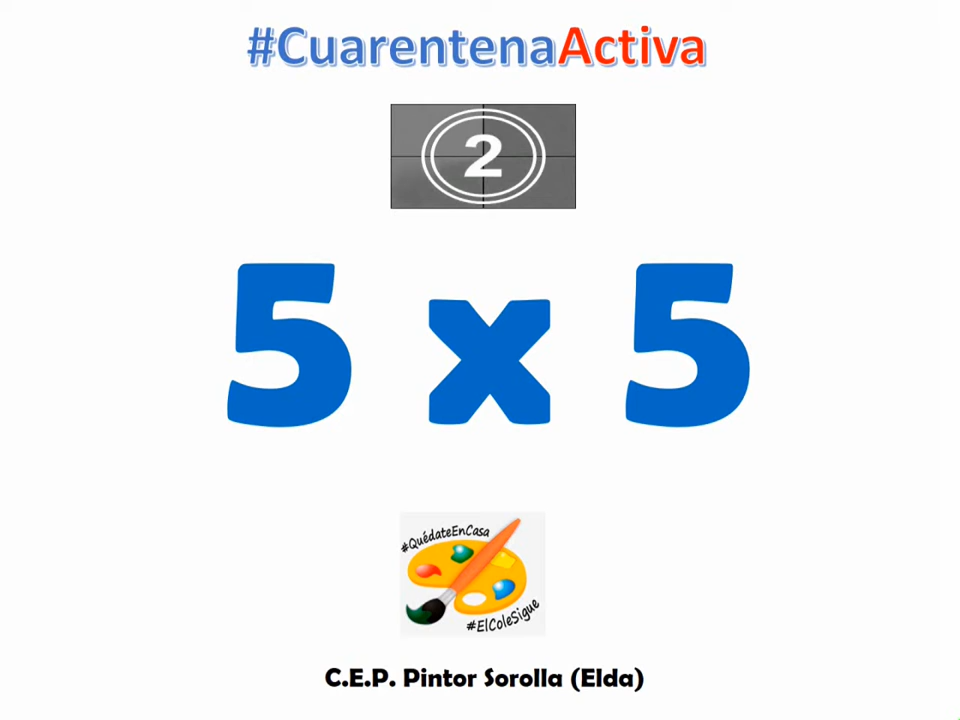 #CuarentenaActiva
2
5 x 5
#QuédateEnCasa
#ElColeSigue
C.E.P. Pintor Sorolla (Elda)